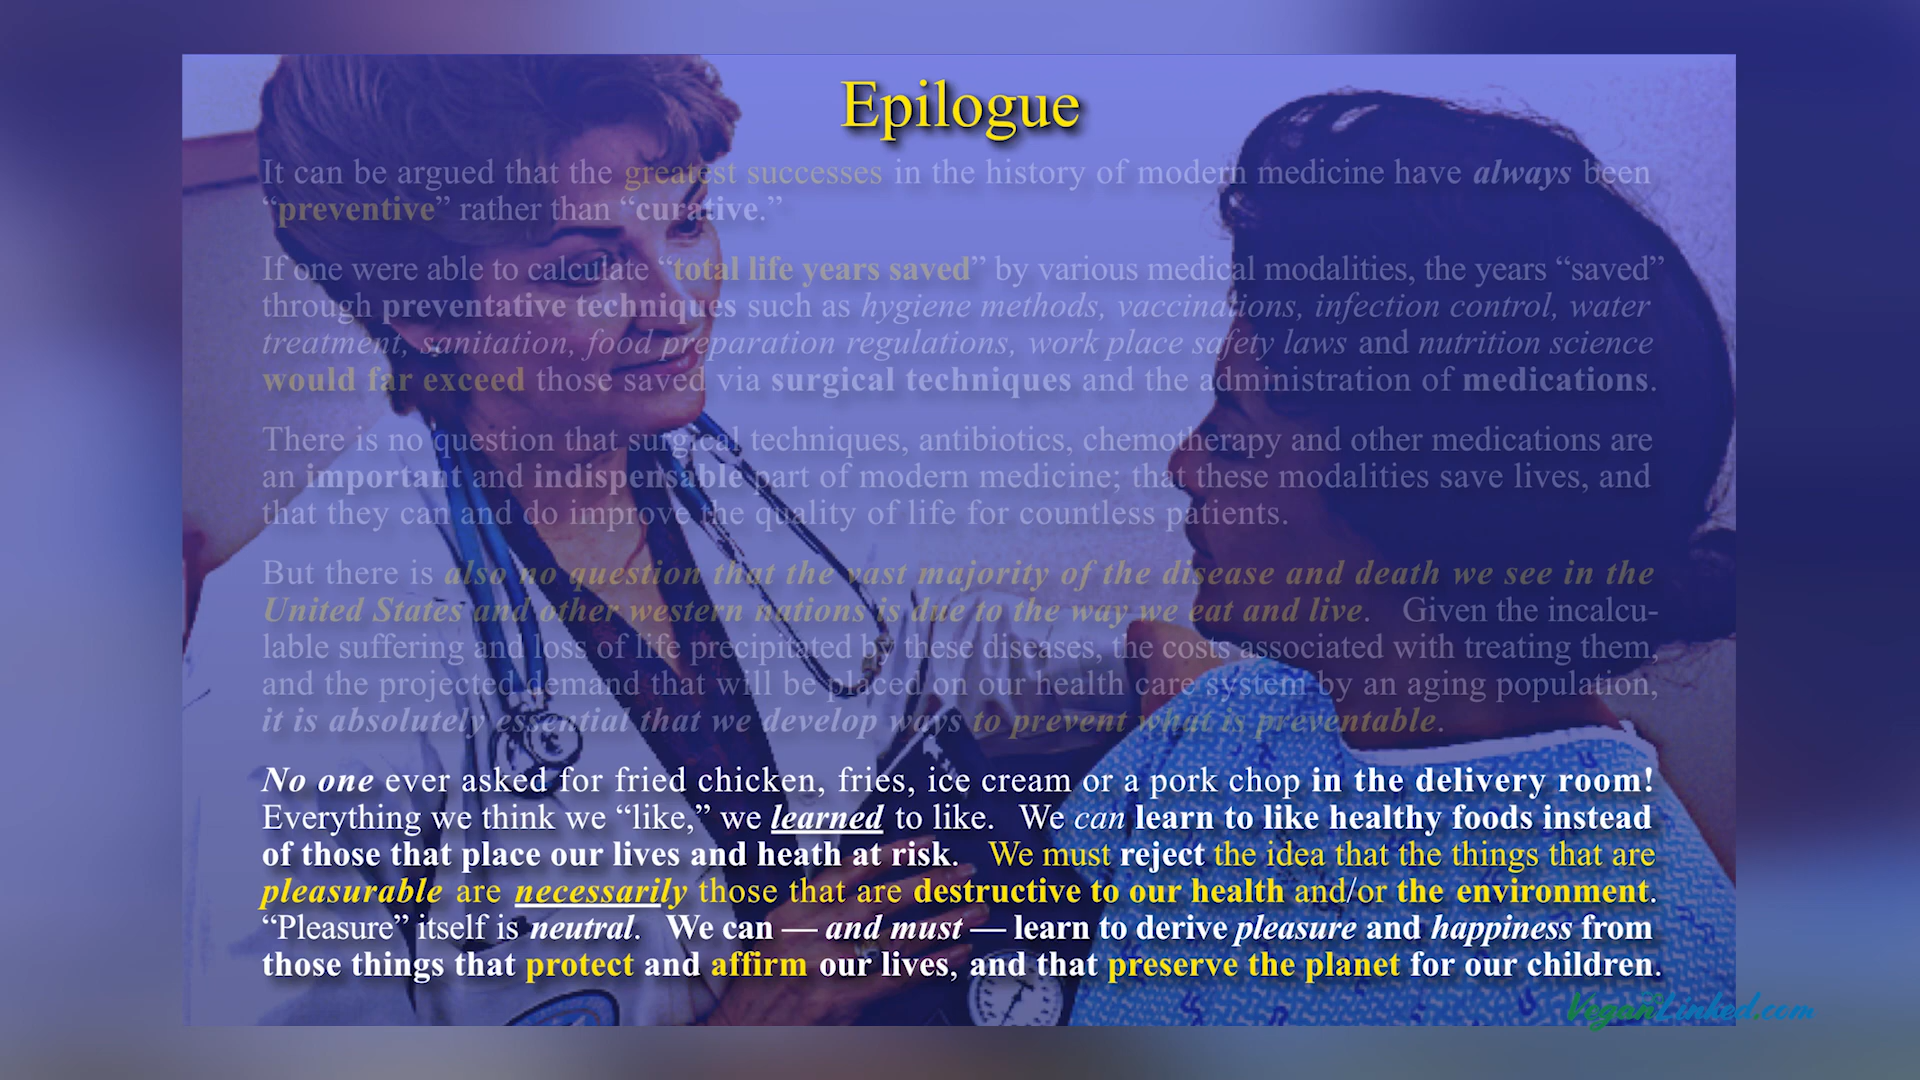 Epilogue
It can be argued that the greatest successes in the history of modern medicine have always been
“preventive” rather than “curative.”
If one were able to calculate “total life years saved” by various medical modalities, the years “saved”
through preventative techniques such as hygiene methods, vaccinations, infection control, water
treatment, sanitation, food preparation regulations, work place safety laws and nutrition science
would far exceed those saved via surgical techniques and the administration of medications.
There is no question that surgical techniques, antibiotics, chemotherapy and other medications are
an important and indispensable part of modern medicine; that these modalities save lives, and
that they can and do improve the quality of life for countless patients.
But there is also no question that the vast majority of the disease and death we see in the
United States and other western nations is due to the way we eat and live. Given the incalcu-
lable suffering and loss of life precipitated by these diseases, the costs associated with treating them,
and the projected demand that will be placed on our health care system by an aging population,
it is absolutely essential that we develop ways to prevent what is preventable.
No one ever asked for fried chicken, fries, ice cream or a pork chop in the delivery room!
Everything we think we “like,” we learned to like. We can learn to like healthy foods instead
of those that place our lives and heath at risk. We must reject the idea that the things that are
pleasurable are necessarily those that are destructive to our health and/or the environment.
“Pleasure” itself is neutral. We can — and must — learn to derive pleasure and happiness from
those things that protect and affirm our lives, and that preserve the planet for our children.
VeganLinked.com